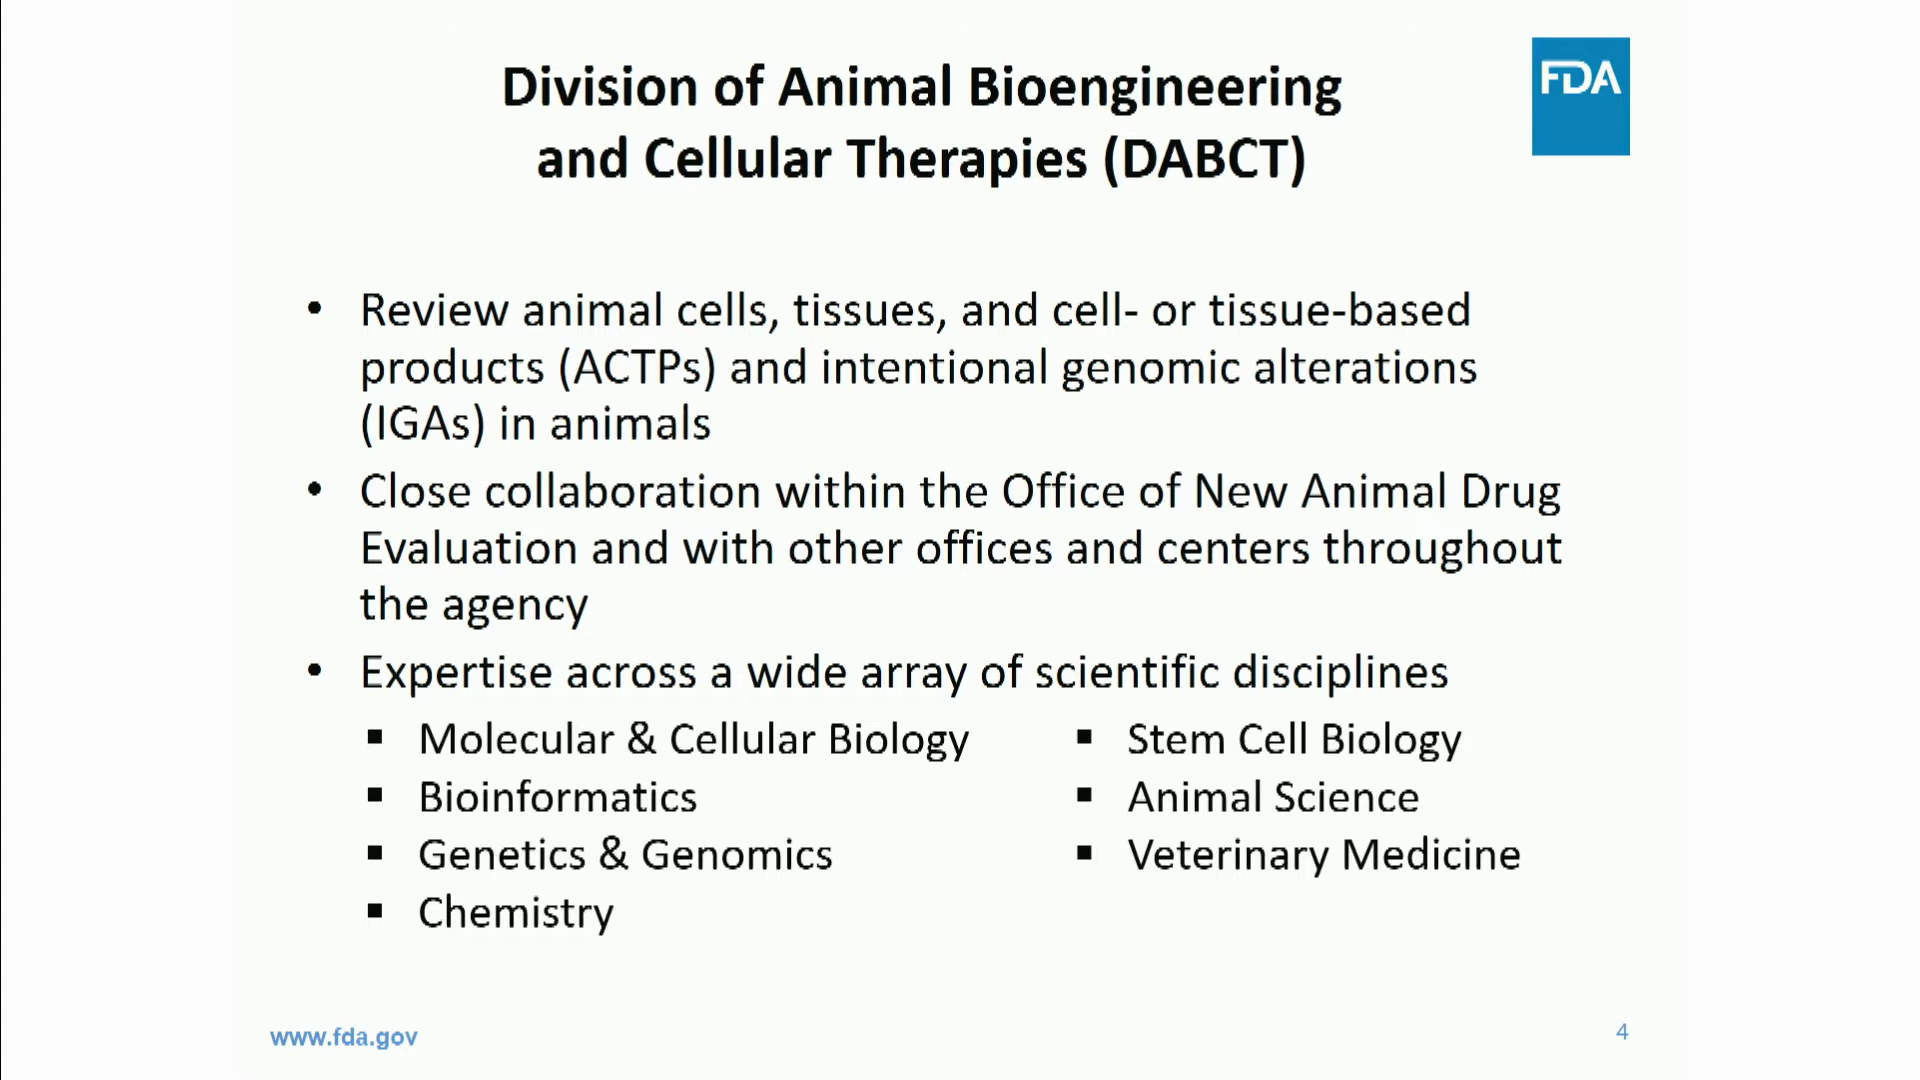 FDA
Division of Animal Bioengineering
and Cellular Therapies (DABCT)
• Review animal cells, tissues, and cell- or tissue-based
products (ACTPs) and intentional genomic alterations
(IGAs) in animals
• Close collaboration within the Office of New Animal Drug
Evaluation and with other offices and centers throughout
the agency
• Expertise across a wide array of scientific disciplines
▪ Molecular & Cellular Biology
▪ Bioinformatics
▪ Genetics & Genomics
▪ Chemistry
▪ Stem Cell Biology
▪ Animal Science
▪ Veterinary Medicine
www.fda.gov
4